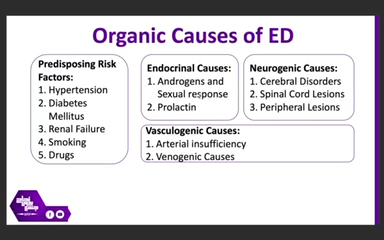 Organic Causes of ED
Predisposing Risk
Factors:
1. Hypertension
2. Diabetes
Mellitus
3. Renal Failure
4. Smoking
5. Drugs
Endocrinal Causes:
1. Androgens and
Sexual response
2. Prolactin
Neurogenic Causes:
1. Cerebral Disorders
2. Spinal Cord Lesions
3. Peripheral Lesions
Vasculogenic Causes:
1. Arterial insufficiency
2. Venogenic Causes